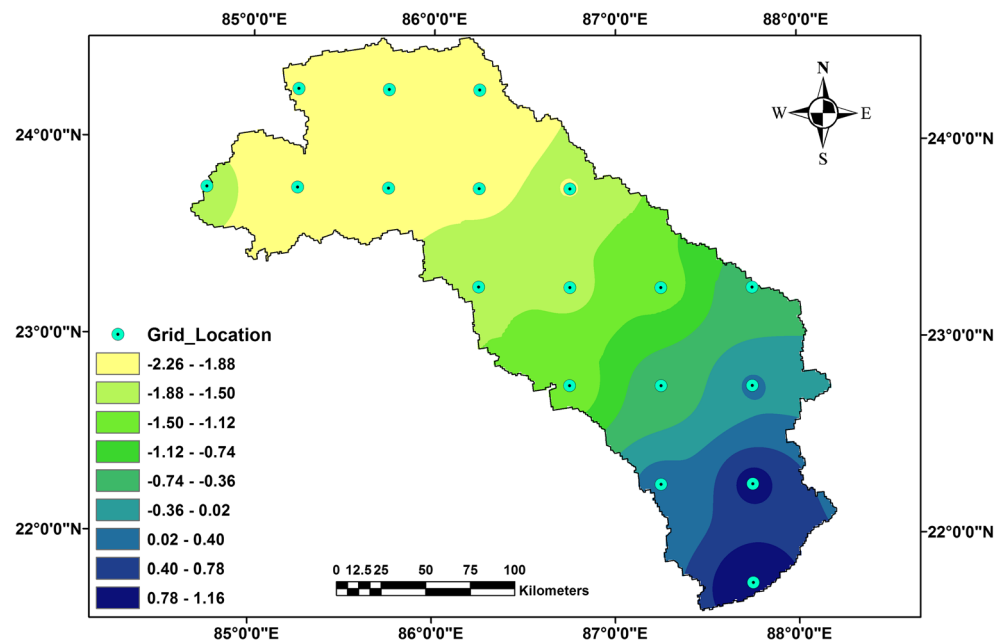 85°0'0"E 86°0'0"E 87°0'0"E 88°0'0"E
N
W E
S
24°0'0"N 24°0'0"N
23°0'0"N 23°0'0"N
22°0'0"N 22°0'0"N
Grid_Location
-2.26 - -1.88
-1.88 - -1.50
-1.50 - -1.12
-1.12 - -0.74
-0.74 - -0.36
-0.36 - 0.02
0.02 - 0.40
0.40 - 0.78
0.78 - 1.16
0 12.5 25 50 75 100
Kilometers
85°0'0"E 86°0'0"E 87°0'0"E 88°0'0"E